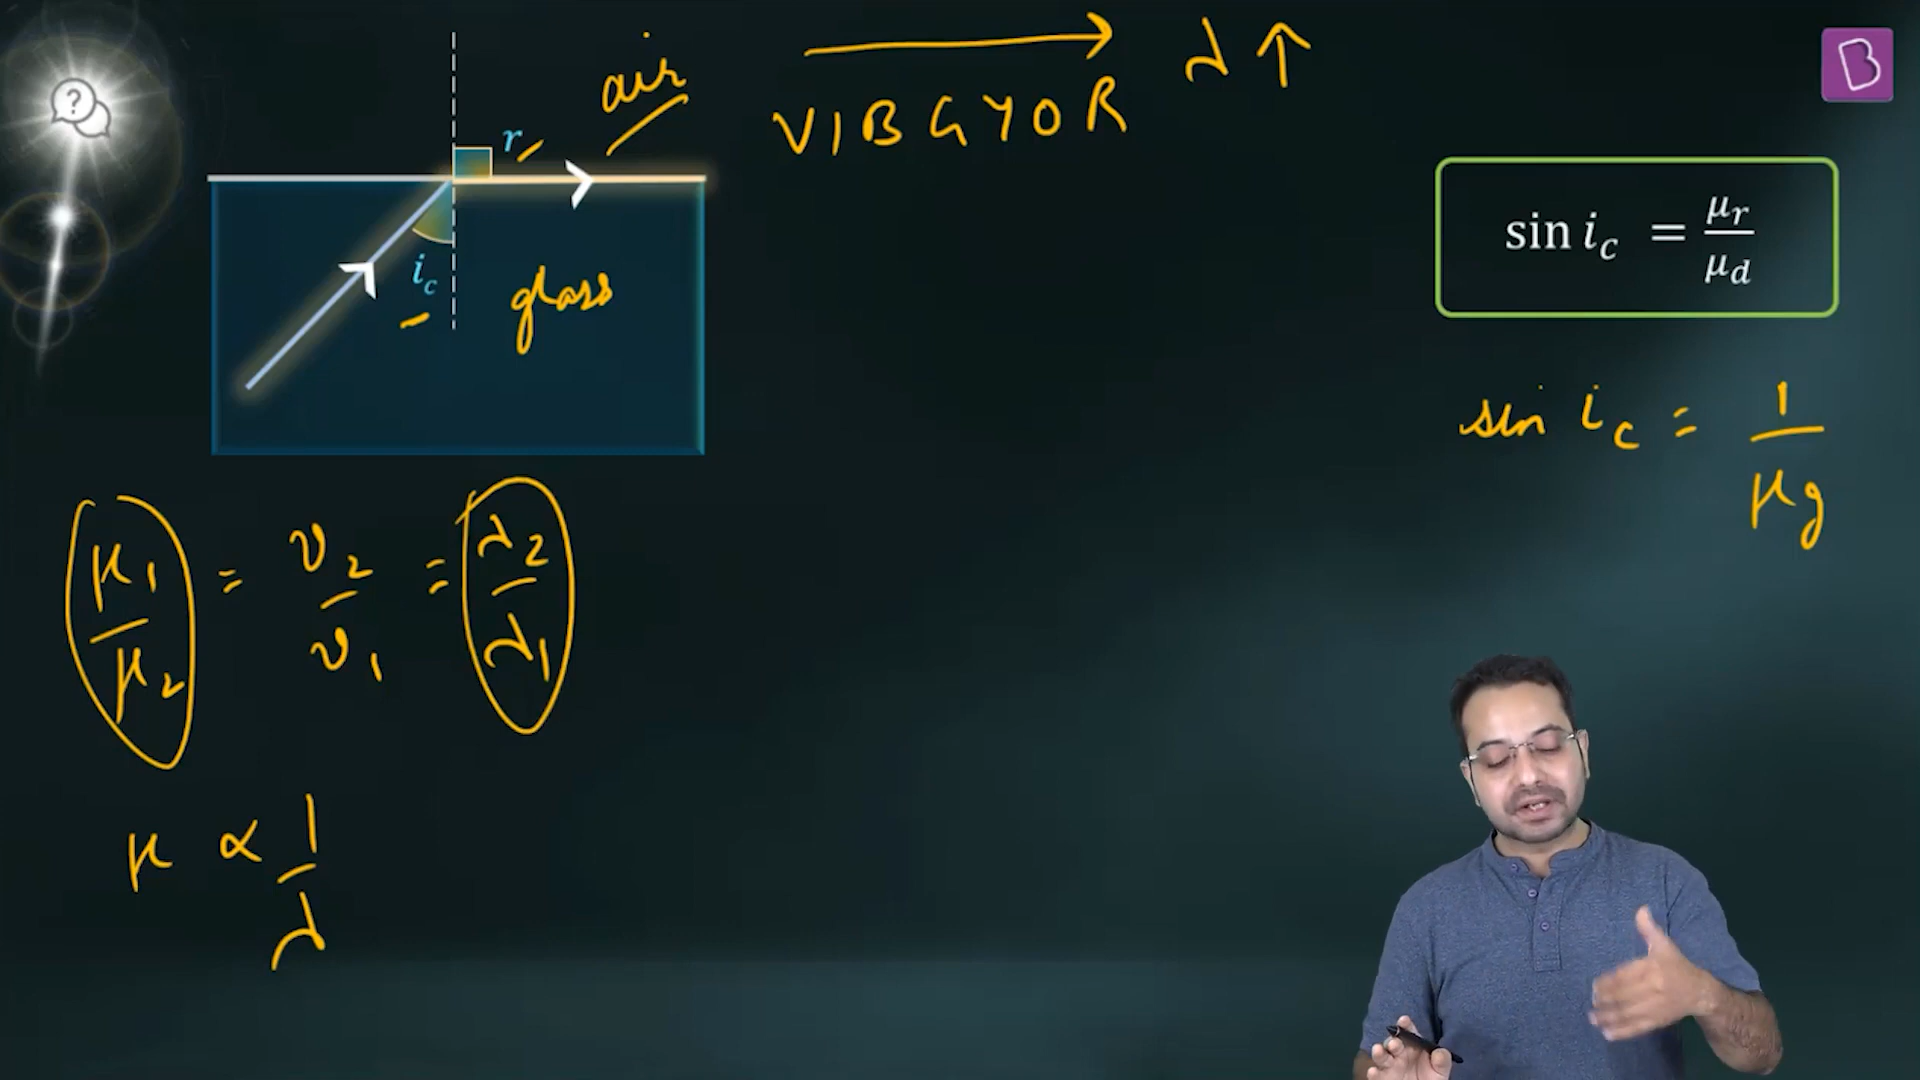 VIBGYOR λ↑
air
r
i_c
glass
sin i_c = μ_r/μ_d
sin i_c = 1/μ_g
μ_1/μ_2 = v_2/v_1 = λ_2/λ_1
μ ∝ 1/λ
?
B